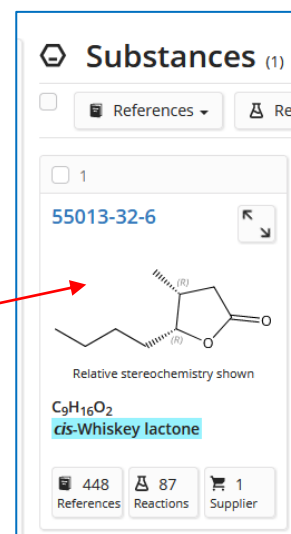 Substances (1)
References
Re
1
55013-32-6
(R)
O
(R)
O
Relative stereochemistry shown
C₉H₁₆O₂
cis-Whiskey lactone
448 87 1
References Reactions Supplier